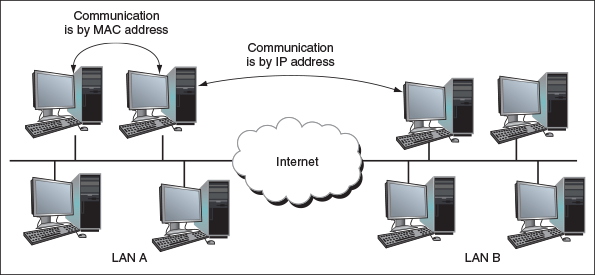 Communication
is by MAC address
Communication
is by IP address
Internet
LAN A
LAN B